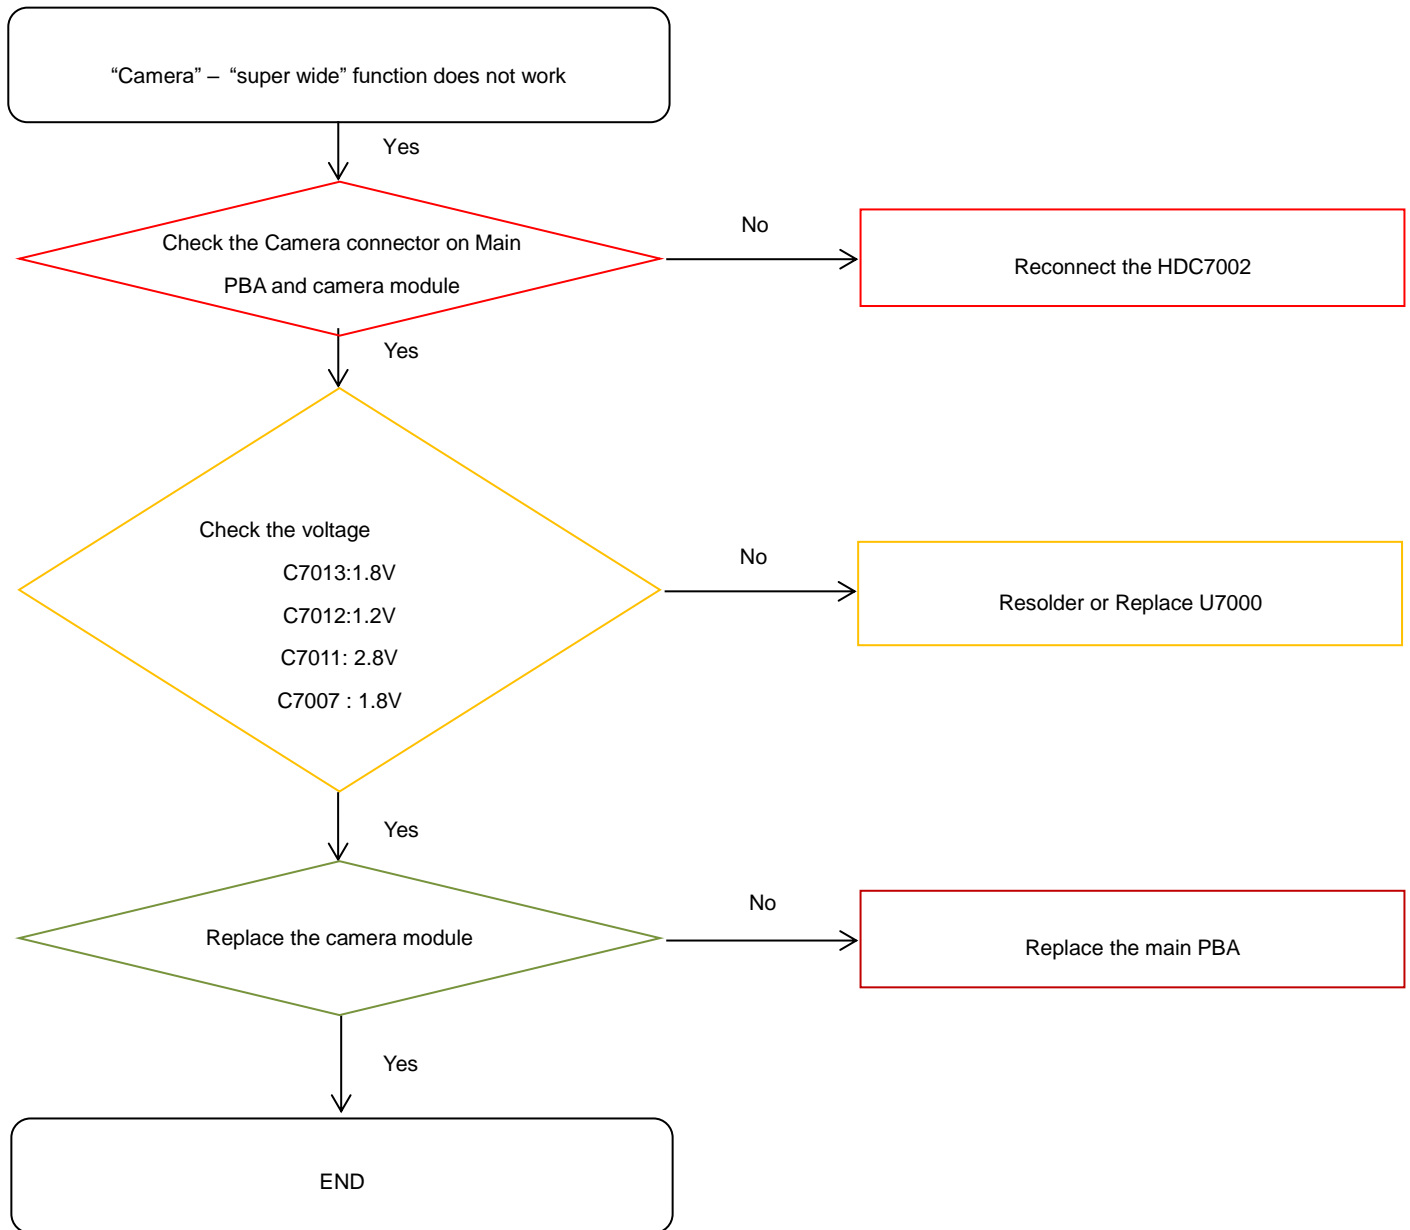 “Camera” – “super wide” function does not work
Yes
Check the Camera connector on Main
PBA and camera module
No
Reconnect the HDC7002
Yes
Check the voltage
C7013:1.8V
C7012:1.2V
C7011: 2.8V
C7007 : 1.8V
No
Resolder or Replace U7000
Yes
Replace the camera module
No
Replace the main PBA
Yes
END